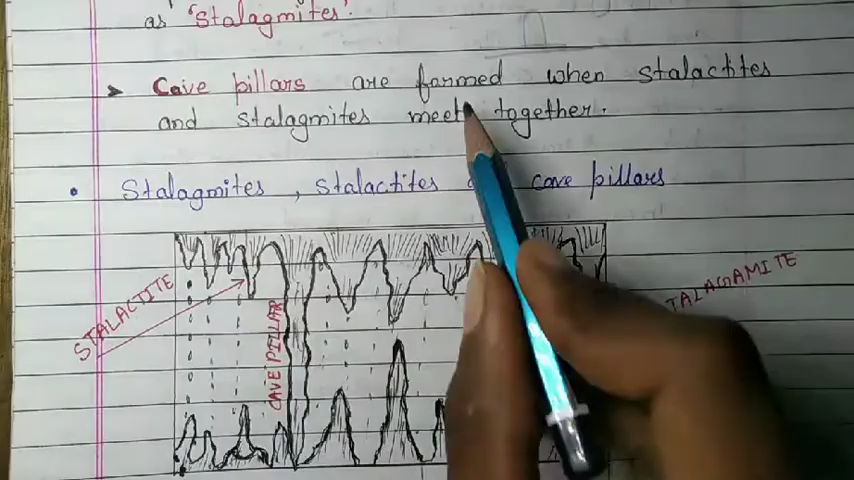 as 'Stalagmites'.
➤ Cave pillars are formed when stalactites
and stalagmites meet together.
• Stalagmites, stalactites cave pillars
STALACTITE
CAVE PILLAR
TALAGAMITE